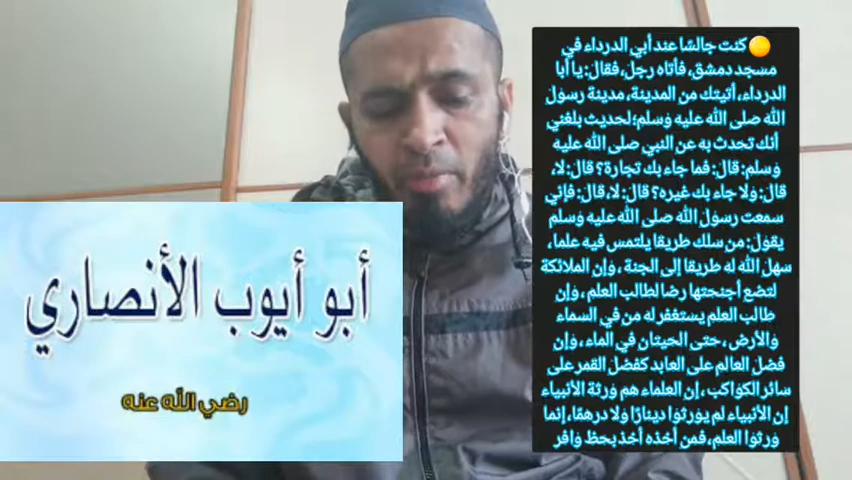 كنت جالسًا عند أبي الدرداء في
مسجد دمشق، فأتاه رجل، فقال: يا أبا
الدرداء، أتيتك من المدينة، مدينة رسول
الله صلى الله عليه وسلم؛ لحديث بلغني
أنك تحدث به عن النبي صلى الله عليه
وسلم: قال: فما جاء بك تجارة؟ قال: لا،
قال: ولا جاء بك غيره؟ قال: لا، قال: فإني
سمعت رسول الله صلى الله عليه وسلم
يقول: من سلك طريقا يلتمس فيه علما،
سهل الله له طريقا إلى الجنة، وإن الملائكة
لتضع أجنحتها رضا لطالب العلم، وإن
طالب العلم يستغفر له من في السماء
والأرض، حتى الحيتان في الماء، وإن
فضل العالم على العابد كفضل القمر على
سائر الكواكب، إن العلماء هم ورثة الأنبياء
إن الأنبياء لم يورثوا دينارًا ولا درهمًا، إنما
ورثوا العلم، فمن أخذه أخذ بحظ وافر
أبو أيوب الأنصاري
رضي الله عنه